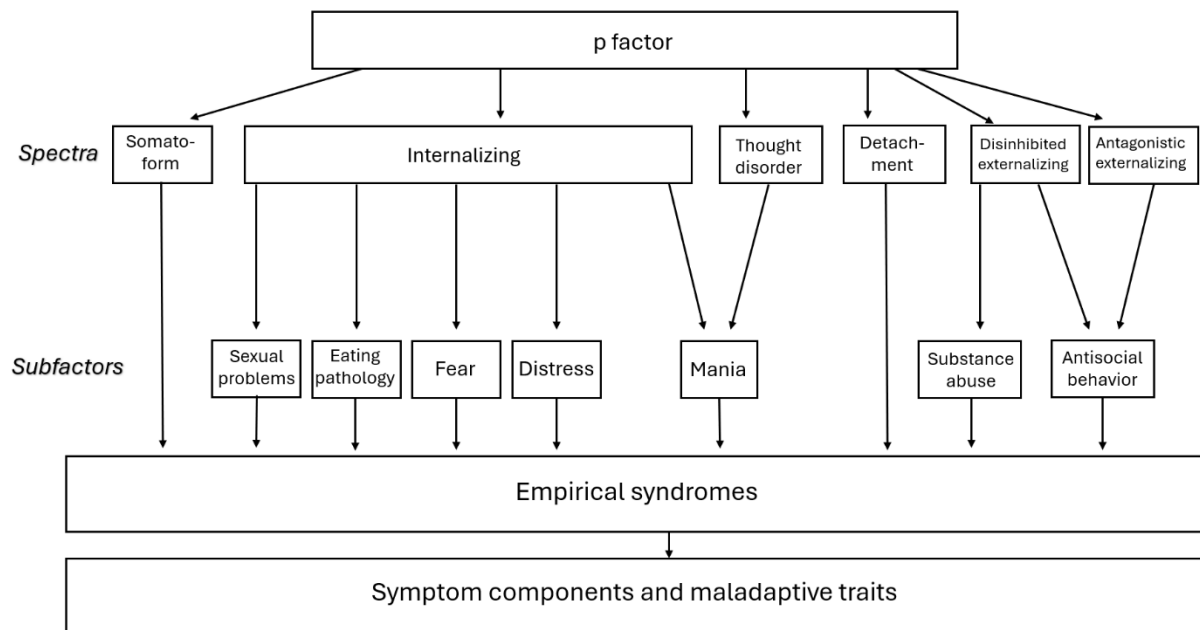 p factor
Spectra
Somato-
form
Internalizing
Thought
disorder
Detach-
ment
Disinhibited
externalizing
Antagonistic
externalizing
Subfactors
Sexual
problems
Eating
pathology
Fear
Distress
Mania
Substance
abuse
Antisocial
behavior
Empirical syndromes
Symptom components and maladaptive traits